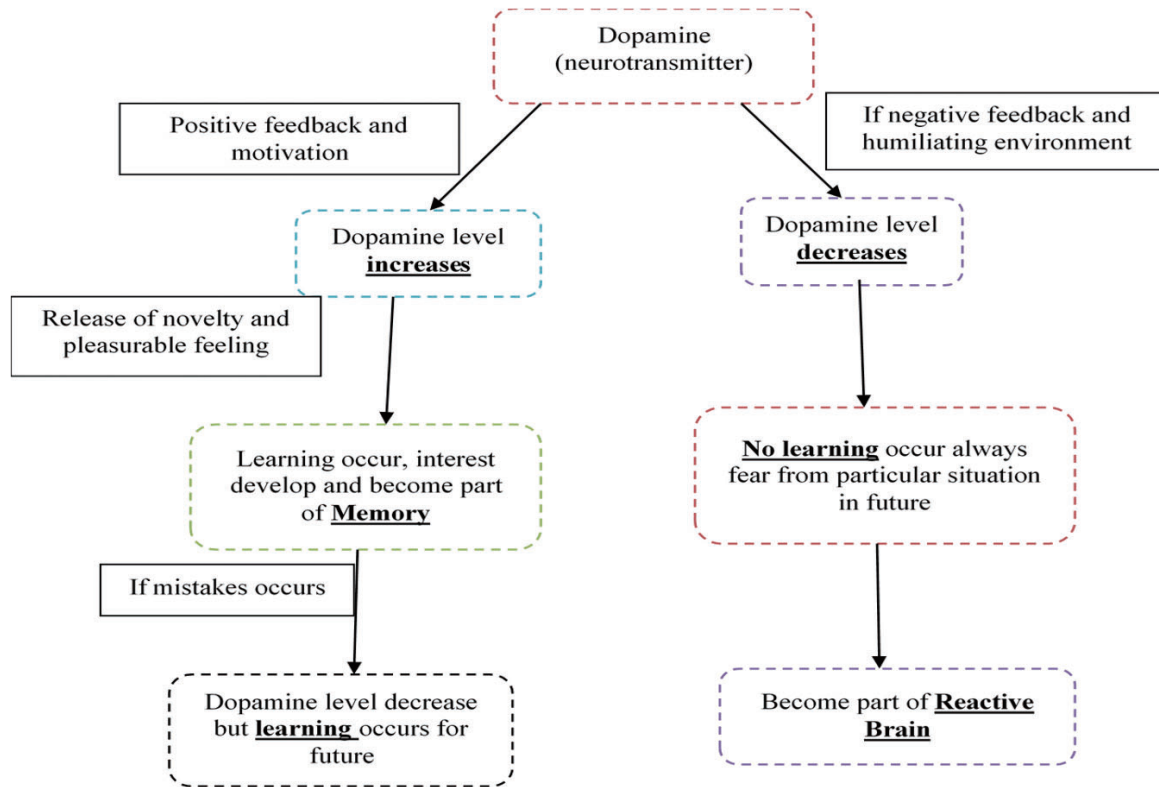 Dopamine
(neurotransmitter)
Positive feedback and
motivation
If negative feedback and
humiliating environment
Dopamine level
increases
Dopamine level
decreases
Release of novelty and
pleasurable feeling
Learning occur, interest
develop and become part
of Memory
No learning occur always
fear from particular situation
in future
If mistakes occurs
Dopamine level decrease
but learning occurs for
future
Become part of Reactive
Brain